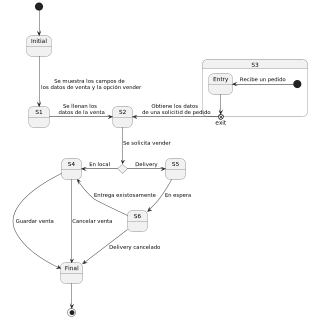 Initial
S3
Entry
Recibe un pedido
Se muestra los campos de
los datos de venta y la opción vender
Se llenan los
datos de la venta
Obtiene los datos
de una solicitid de pedido
S1
S2
exit
Se solicita vender
S4
En local
Delivery
S5
Entrega existosamente
En espera
S6
Guardar venta
Cancelar venta
Delivery cancelado
Final